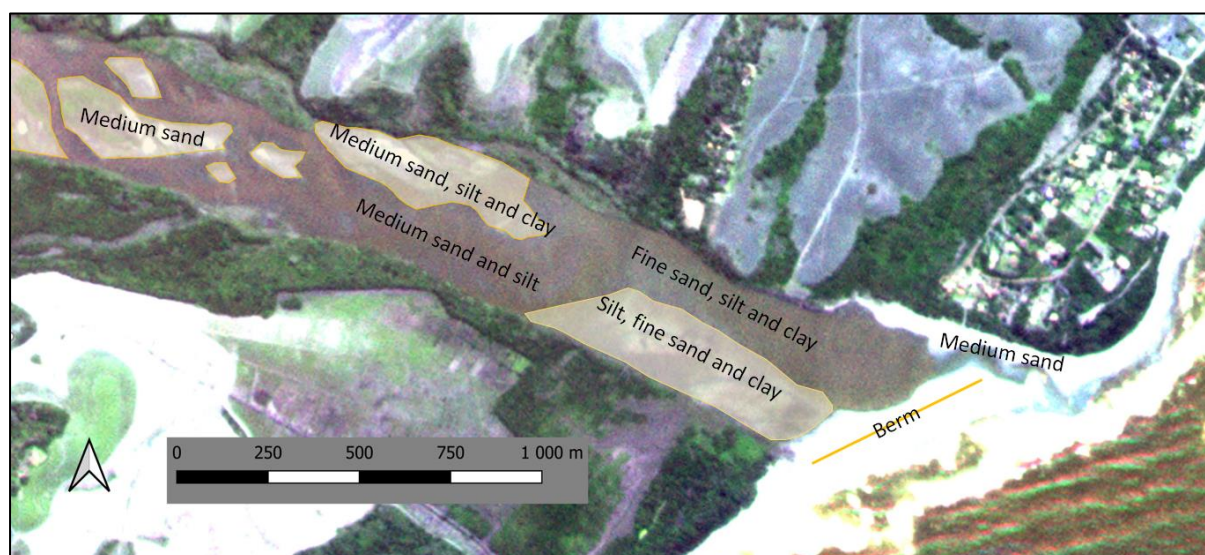 Medium sand
Medium sand, silt and clay
Medium sand and silt
Fine sand, silt and clay
Silt, fine sand and clay
Medium sand
Berm
0 250 500 750 1 000 m